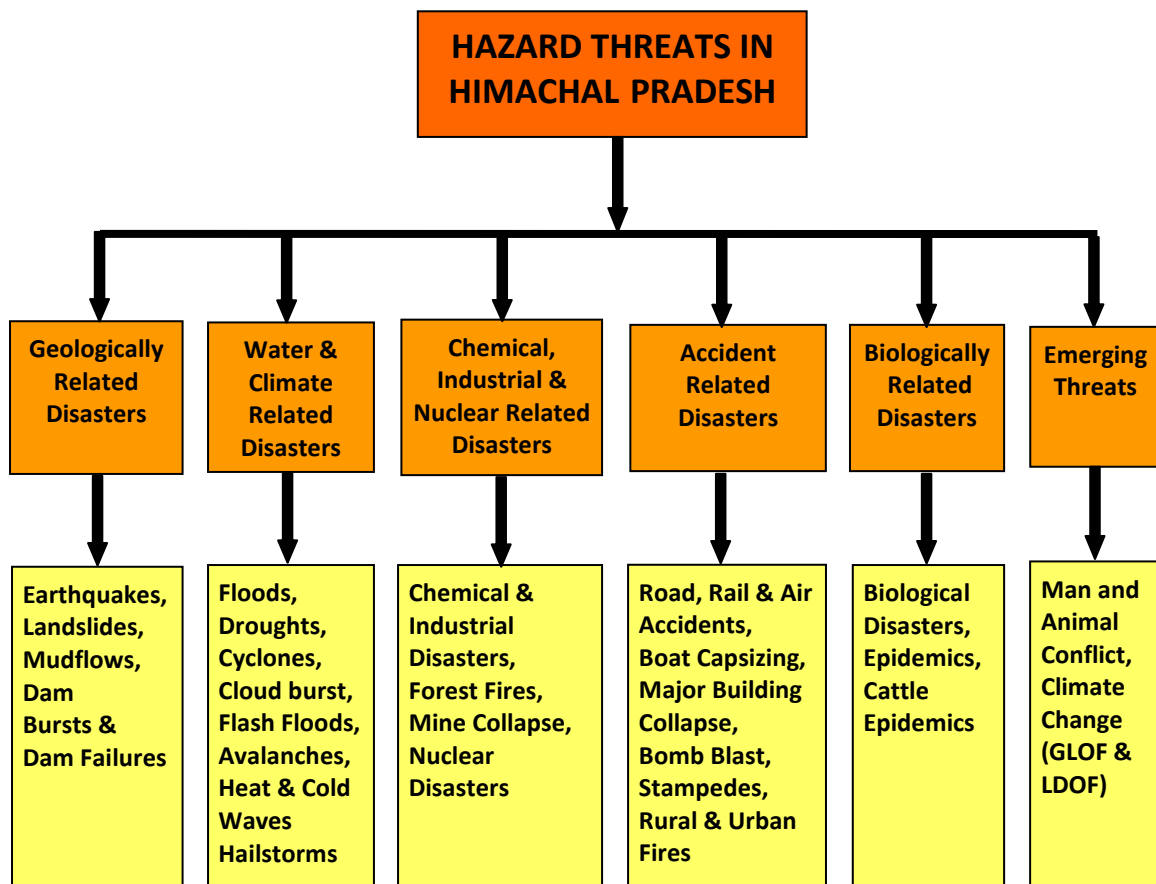 HAZARD THREATS IN
HIMACHAL PRADESH
Geologically
Related
Disasters
Water &
Climate
Related
Disasters
Chemical,
Industrial &
Nuclear Related
Disasters
Accident
Related
Disasters
Biologically
Related
Disasters
Emerging
Threats
Earthquakes,
Landslides,
Mudflows,
Dam
Bursts &
Dam Failures
Floods,
Droughts,
Cyclones,
Cloud burst,
Flash Floods,
Avalanches,
Heat & Cold
Waves
Hailstorms
Chemical &
Industrial
Disasters,
Forest Fires,
Mine Collapse,
Nuclear
Disasters
Road, Rail & Air
Accidents,
Boat Capsizing,
Major Building
Collapse,
Bomb Blast,
Stampedes,
Rural & Urban
Fires
Biological
Disasters,
Epidemics,
Cattle
Epidemics
Man and
Animal
Conflict,
Climate
Change
(GLOF &
LDOF)